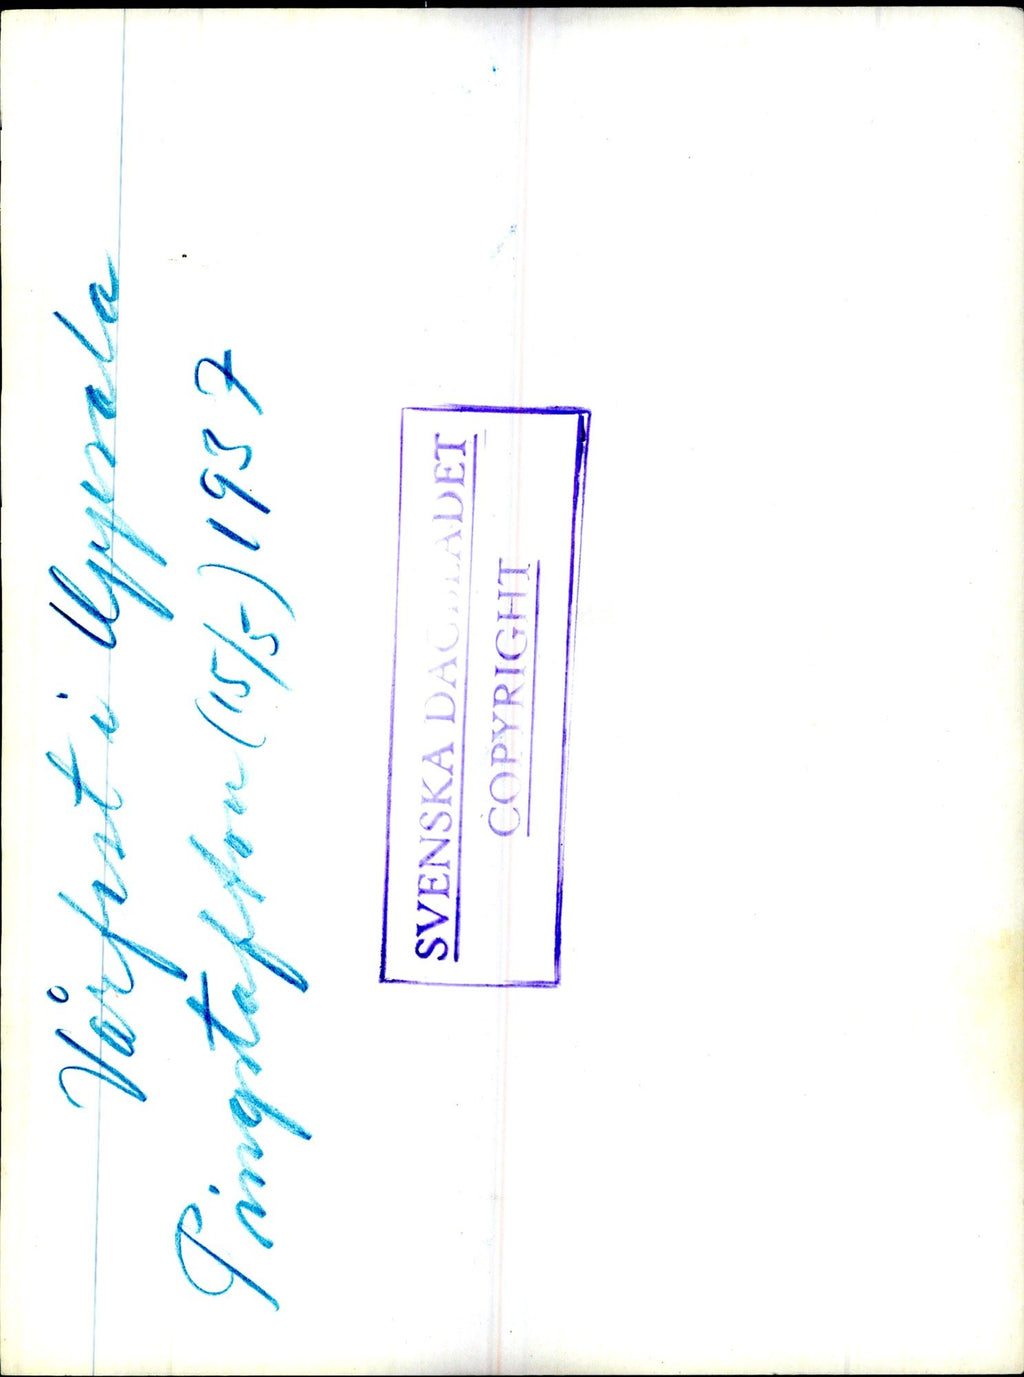 Vårfest i Uppsala
Pingstafton (15/5) 1937
SVENSKA DAGBLADET
COPYRIGHT